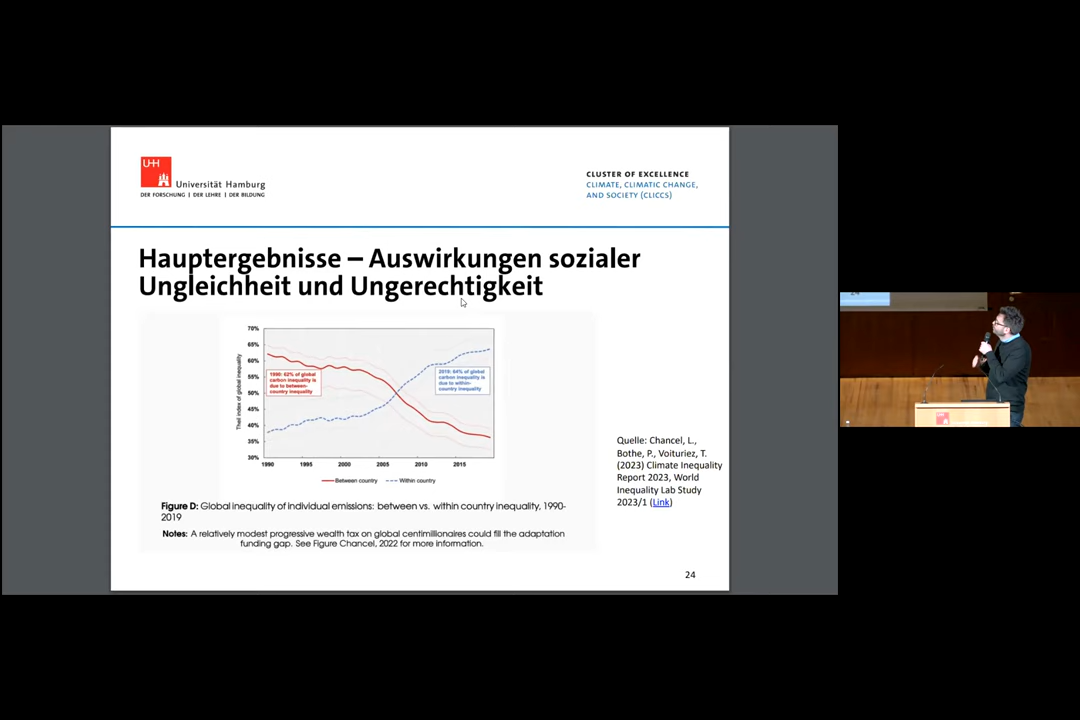 UHH
Universität Hamburg
DER FORSCHUNG | DER LEHRE | DER BILDUNG
CLUSTER OF EXCELLENCE
CLIMATE, CLIMATIC CHANGE,
AND SOCIETY (CLICCS)
Hauptergebnisse – Auswirkungen sozialer
Ungleichheit und Ungerechtigkeit
70%
65%
60%
55%
50%
45%
40%
35%
30%
Theil index of global inequality
1990: 62% of global
carbon inequality is
due to between-
country inequality
2019: 64% of global
carbon inequality is
due to within-
country inequality
1990 1995 2000 2005 2010 2015
Between country Within country
Figure D: Global inequality of individual emissions: between vs. within country inequality, 1990-
2019
Notes: A relatively modest progressive wealth tax on global centimillionaires could fill the adaptation
funding gap. See Figure Chancel, 2022 for more information.
Quelle: Chancel, L.,
Bothe, P., Voituriez, T.
(2023) Climate Inequality
Report 2023, World
Inequality Lab Study
2023/1 (Link)
24
24